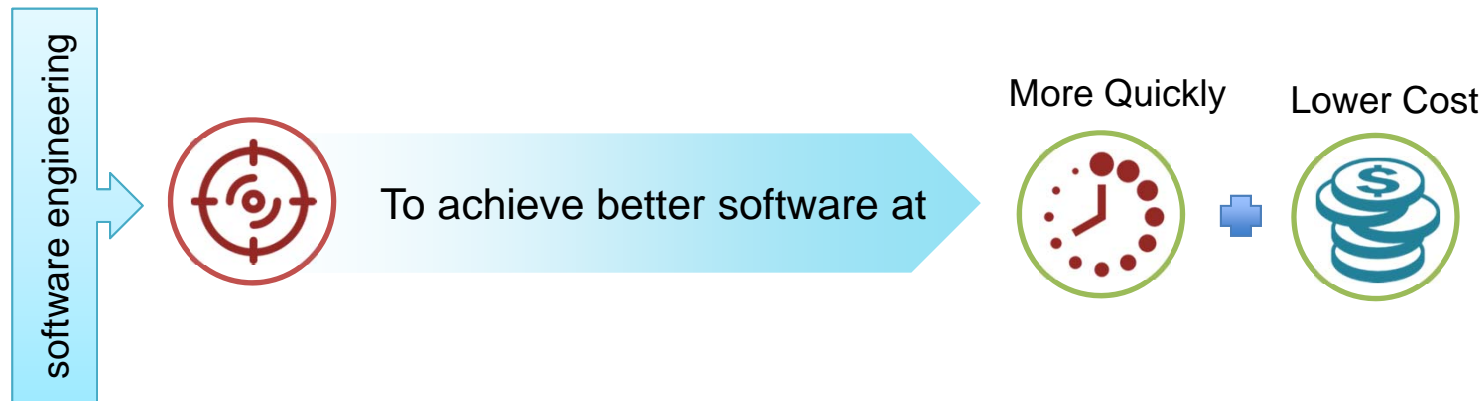 software engineering
To achieve better software at
More Quickly
Lower Cost
$